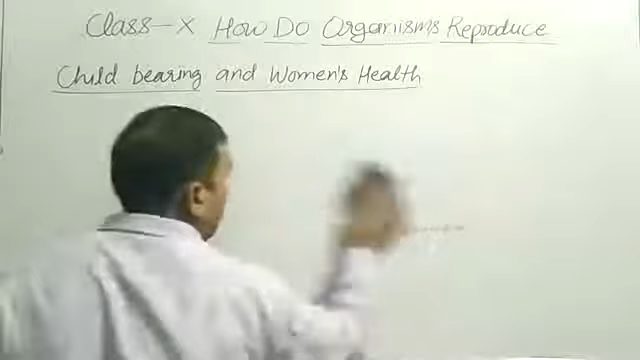 Class-X How Do Organisms Reproduce
Child bearing and Women's Health